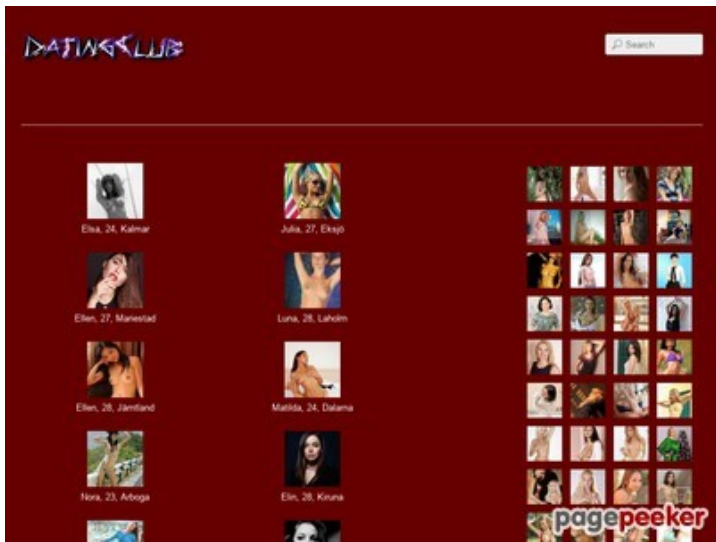 DATINGCLUB
Search
Elsa, 24, Kalmar
Julia, 27, Eksjö
Ellen, 27, Mariestad
Luna, 28, Laholm
Ellen, 28, Jämtland
Matilda, 24, Dalarna
Nora, 23, Arboga
Elin, 28, Kiruna
pagepeeker